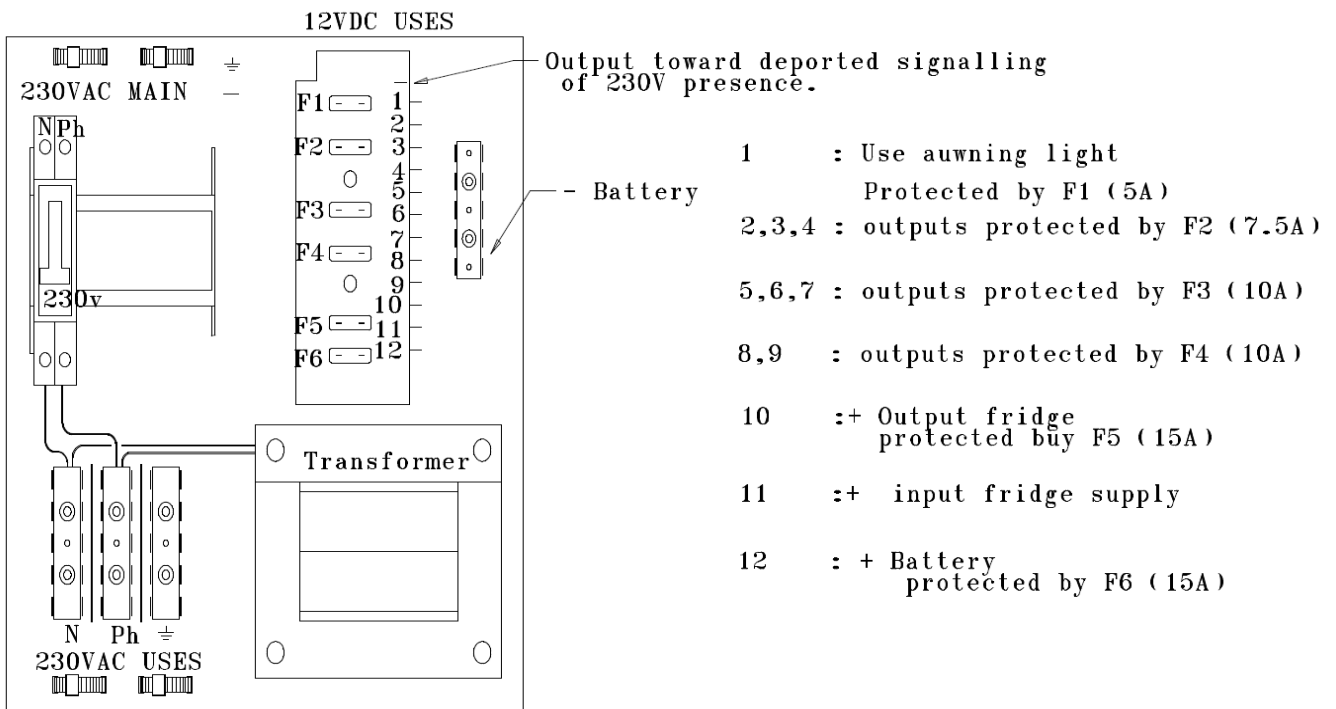 12VDC USES
230VAC MAIN
N Ph
230v
F1
F2
F3
F4
F5
F6
1
2
3
4
5
6
7
8
9
10
11
12
Output toward deported signalling
of 230V presence.
- Battery
Transformer
N Ph
230VAC USES
1 : Use auwning light
Protected by F1 (5A)
2,3,4 : outputs protected by F2 (7.5A)
5,6,7 : outputs protected by F3 (10A)
8,9 : outputs protected by F4 (10A)
10 :+ Output fridge
protected buy F5 (15A)
11 :+ input fridge supply
12 : + Battery
protected by F6 (15A)